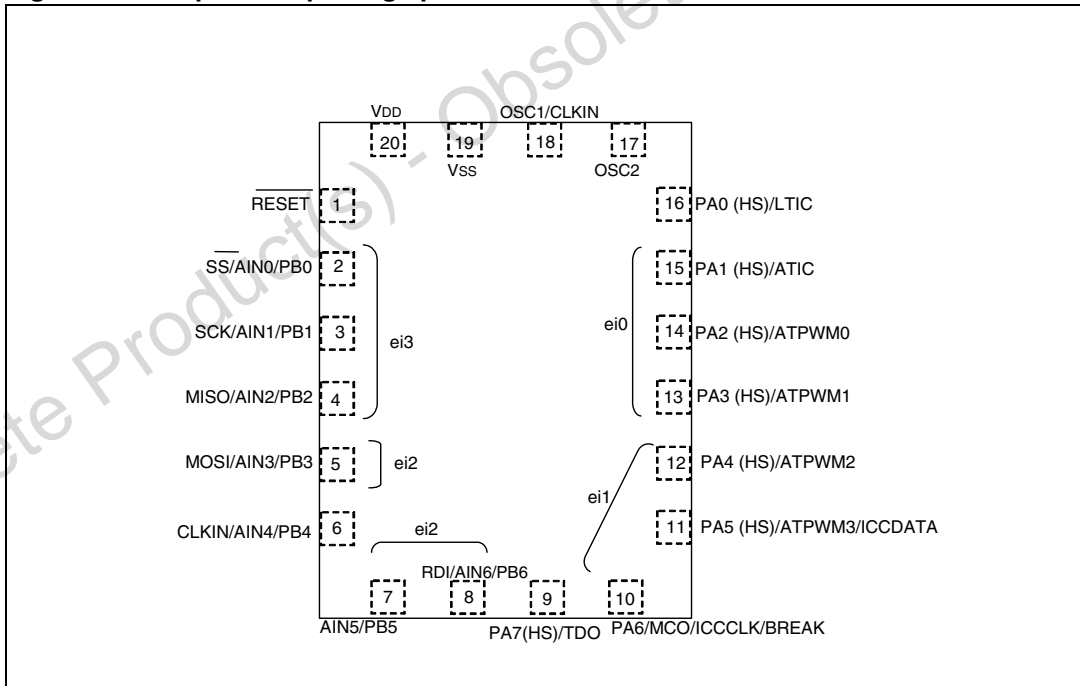 VDD
OSC1/CLKIN
20
19
18
17
VSS
OSC2
RESET
1
16
PA0 (HS)/LTIC
SS/AIN0/PB0
2
15
PA1 (HS)/ATIC
SCK/AIN1/PB1
3
ei3
ei0
14
PA2 (HS)/ATPWM0
MISO/AIN2/PB2
4
13
PA3 (HS)/ATPWM1
MOSI/AIN3/PB3
5
ei2
12
PA4 (HS)/ATPWM2
ei1
CLKIN/AIN4/PB4
6
ei2
11
PA5 (HS)/ATPWM3/ICCDATA
RDI/AIN6/PB6
7
8
9
10
AIN5/PB5
PA7(HS)/TDO
PA6/MCO/ICCCLK/BREAK
ete Product(s) - Obsolet